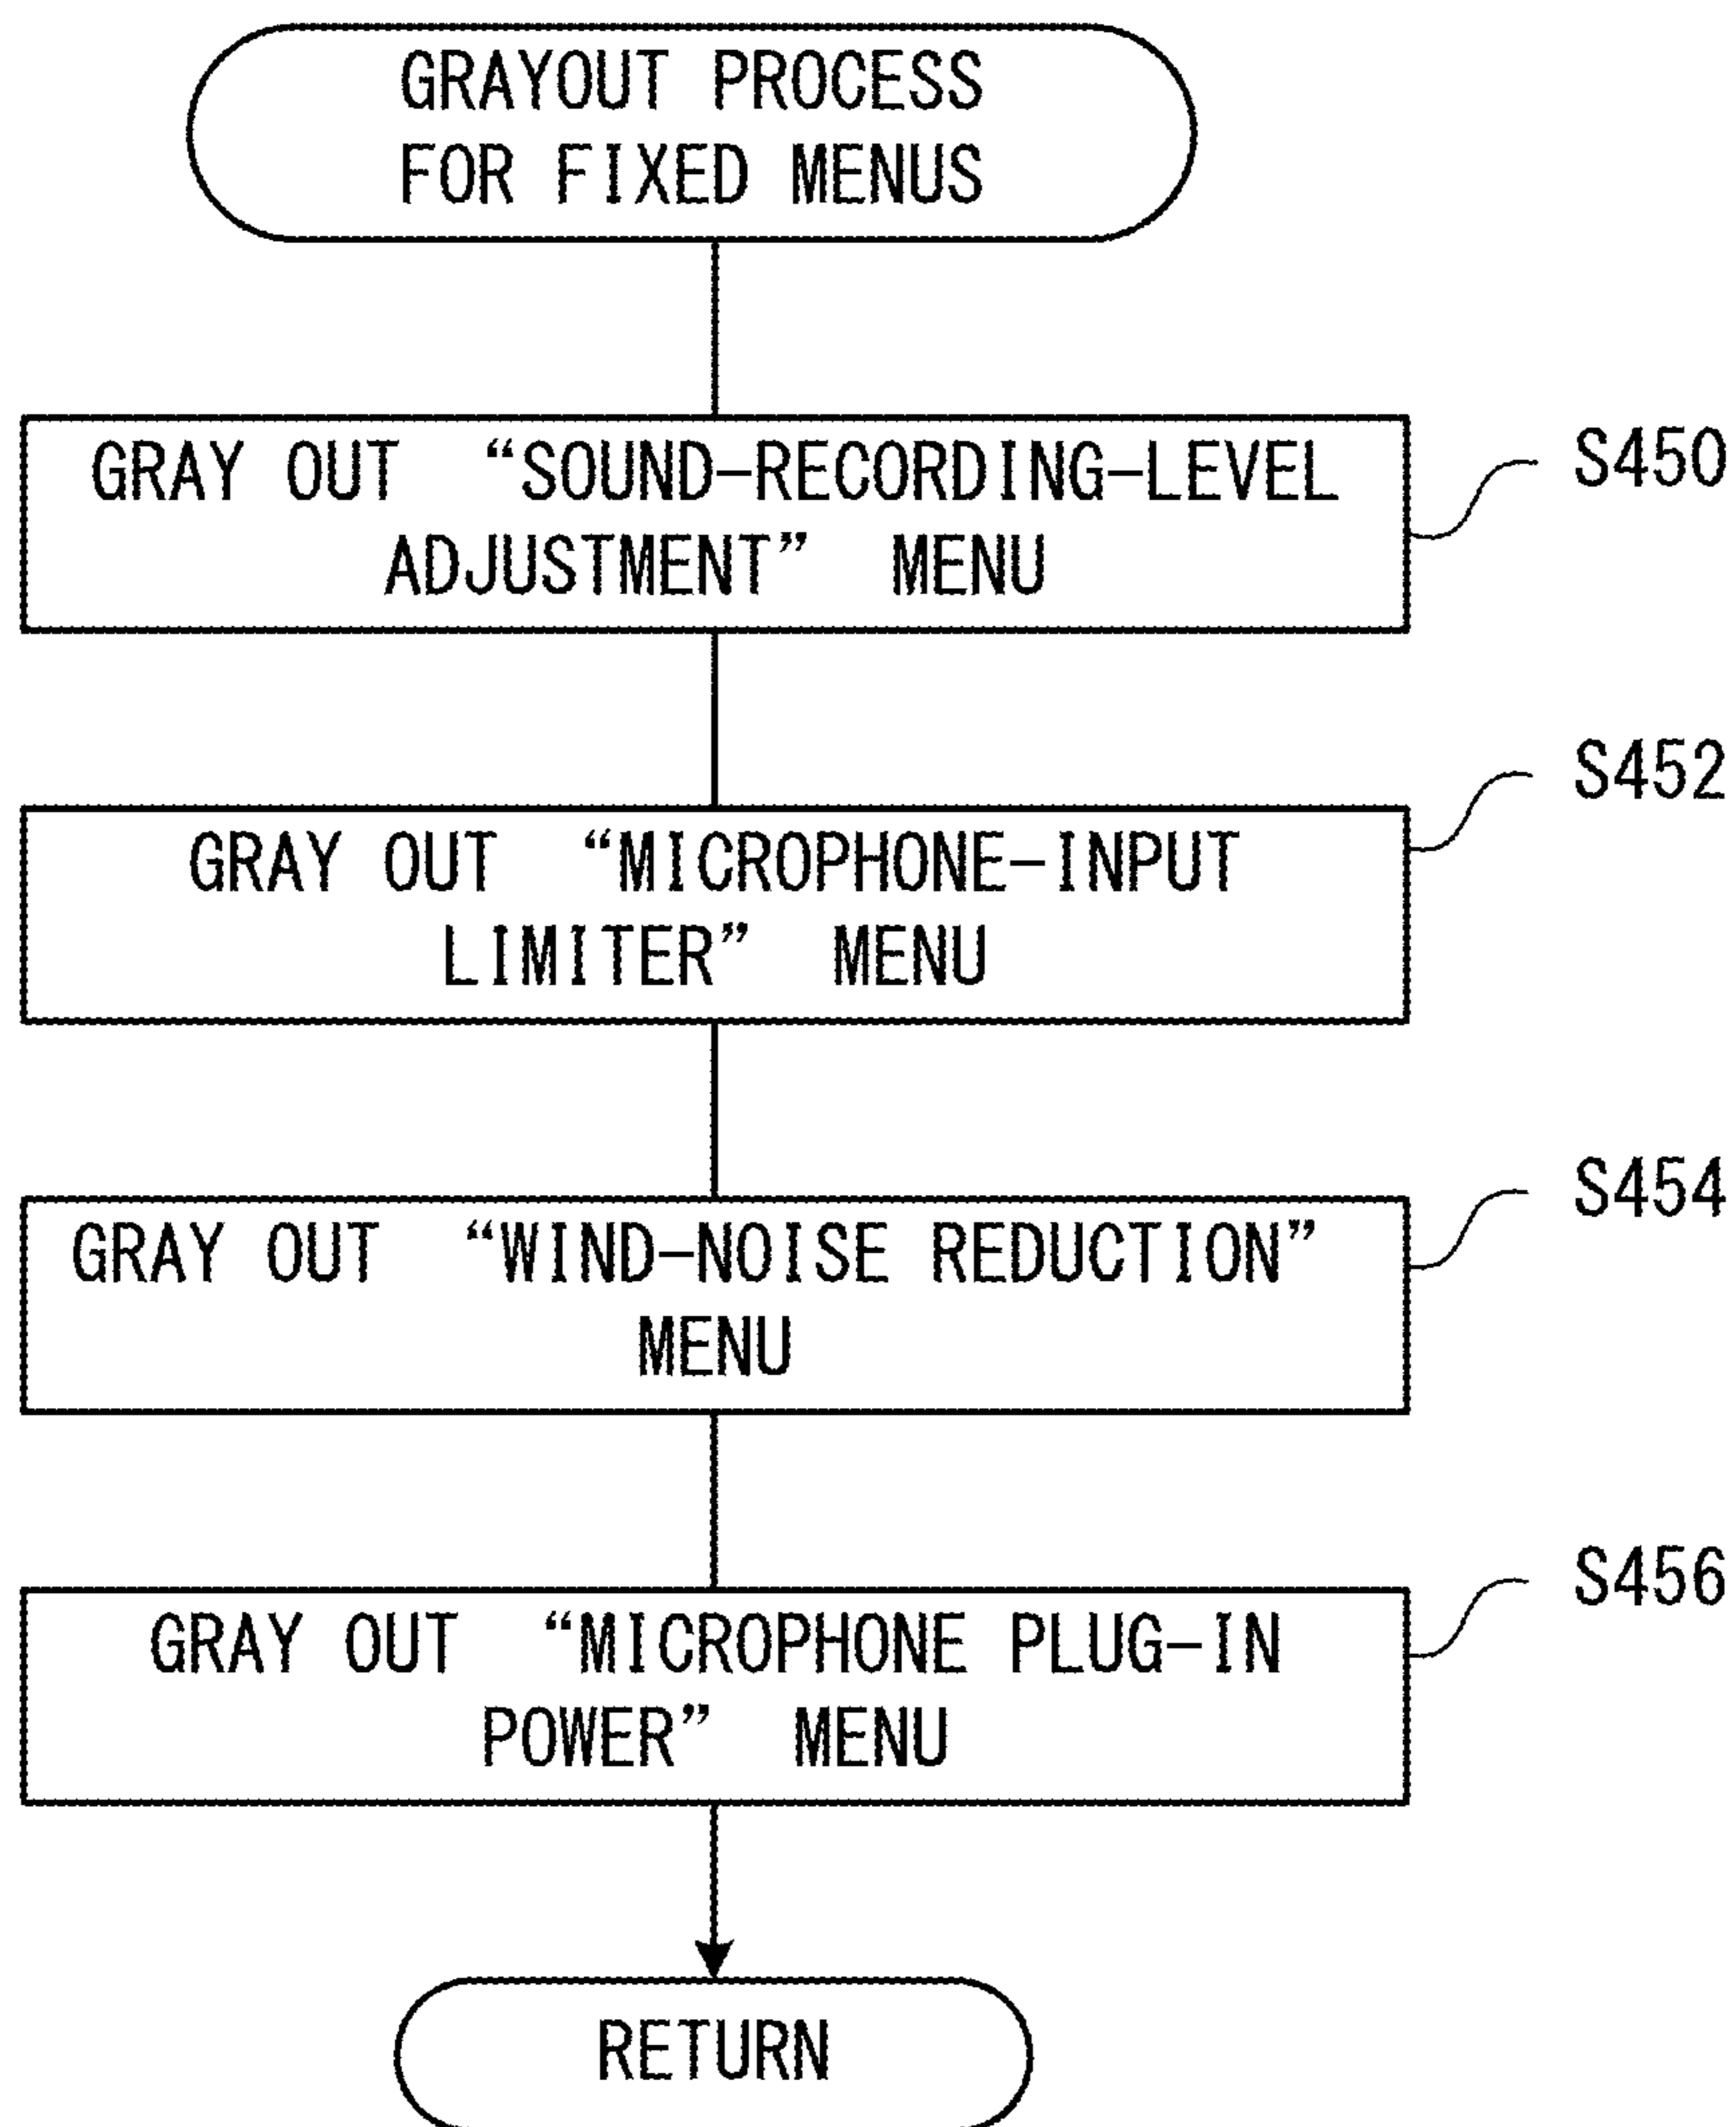 GRAYOUT PROCESS
FOR FIXED MENUS
GRAY OUT “SOUND-RECORDING-LEVEL
ADJUSTMENT” MENU
S450
GRAY OUT “MICROPHONE-INPUT
LIMITER” MENU
S452
GRAY OUT “WIND-NOISE REDUCTION”
MENU
S454
GRAY OUT “MICROPHONE PLUG-IN
POWER” MENU
S456
RETURN